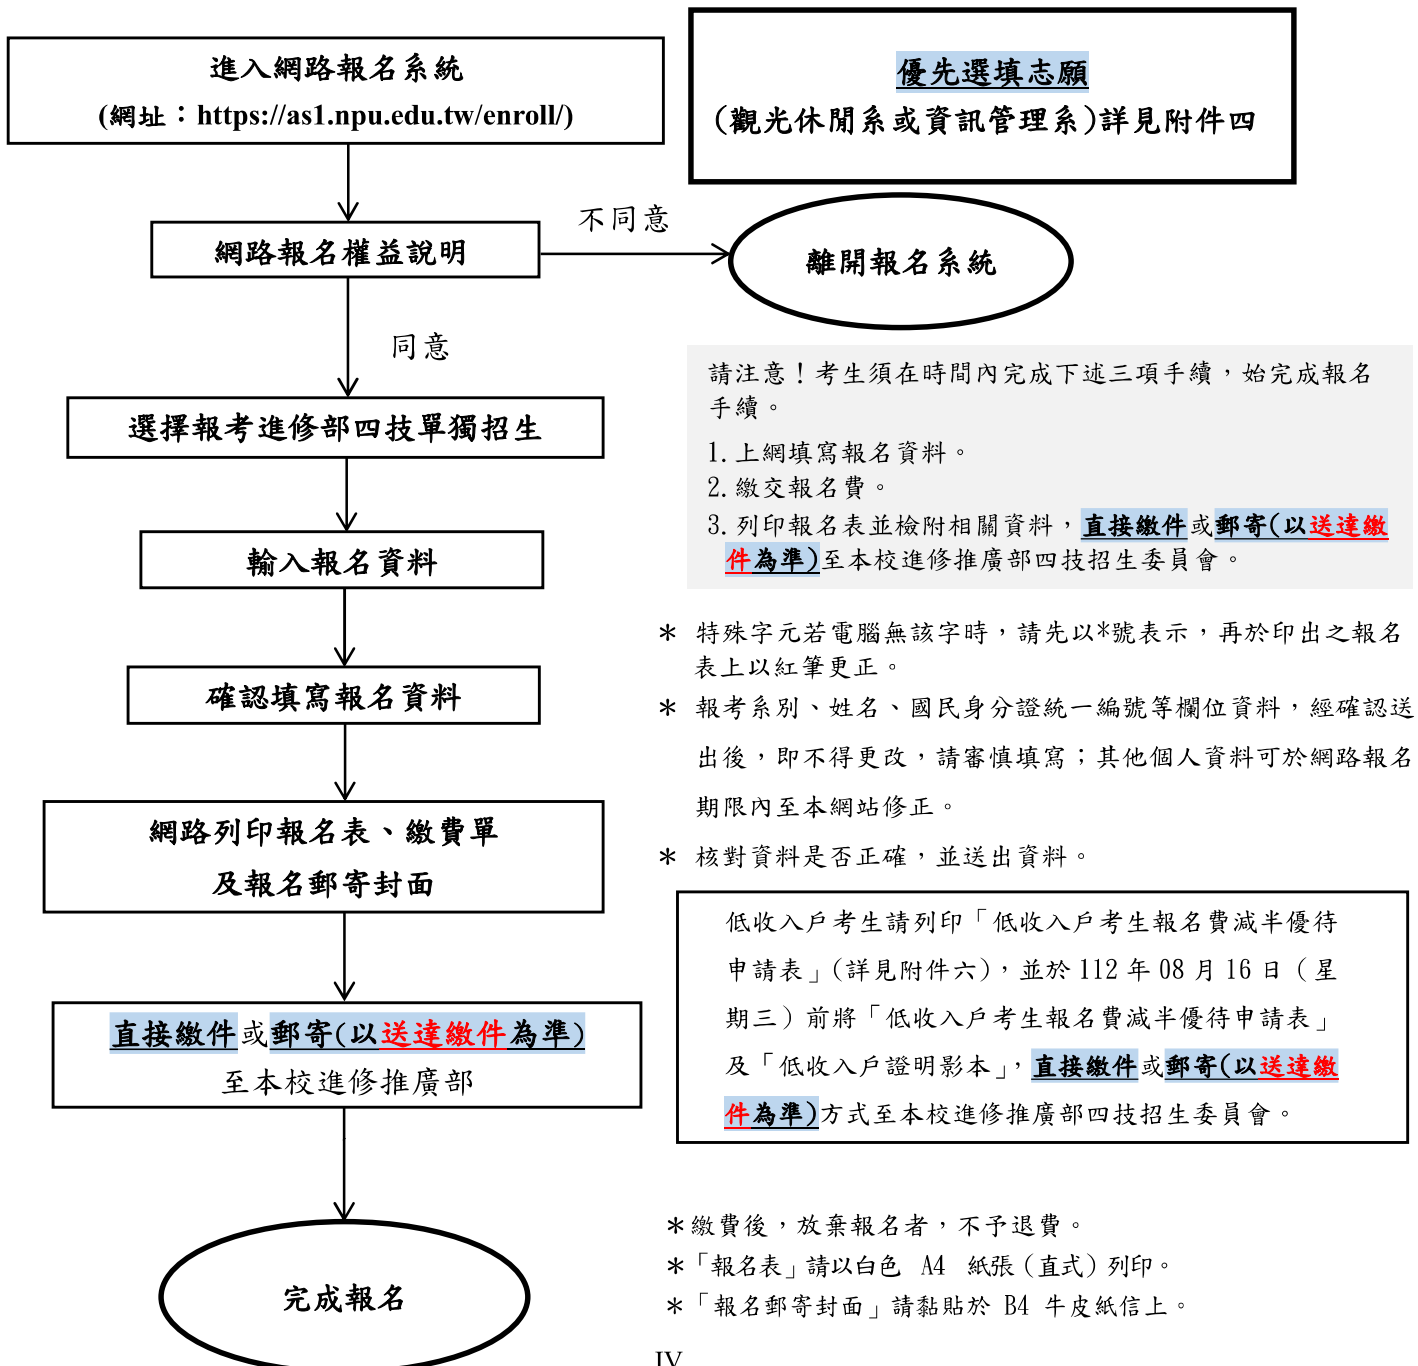 進入網路報名系統
(網址：https://as1.npu.edu.tw/enroll/)
優先選填志願
(觀光休閒系或資訊管理系)詳見附件四
網路報名權益說明
不同意
離開報名系統
同意
選擇報考進修部四技單獨招生
輸入報名資料
確認填寫報名資料
網路列印報名表、繳費單
及報名郵寄封面
直接繳件或郵寄(以送達繳件為準)
至本校進修推廣部
完成報名
請注意！考生須在時間內完成下述三項手續，始完成報名
手續。
1.上網填寫報名資料。
2.繳交報名費。
3.列印報名表並檢附相關資料，直接繳件或郵寄(以送達繳
件為準)至本校進修推廣部四技招生委員會。
＊ 特殊字元若電腦無該字時，請先以*號表示，再於印出之報名
表上以紅筆更正。
＊ 報考系別、姓名、國民身分證統一編號等欄位資料，經確認送
出後，即不得更改，請審慎填寫；其他個人資料可於網路報名
期限內至本網站修正。
＊ 核對資料是否正確，並送出資料。
低收入戶考生請列印「低收入戶考生報名費減半優待
申請表」(詳見附件六)，並於 112 年 08 月 16 日（星
期三）前將「低收入戶考生報名費減半優待申請表」
及「低收入戶證明影本」，直接繳件或郵寄(以送達繳
件為準)方式至本校進修推廣部四技招生委員會。
＊繳費後，放棄報名者，不予退費。
＊「報名表」請以白色 A4 紙張（直式）列印。
＊「報名郵寄封面」請黏貼於 B4 牛皮紙信上。
IV